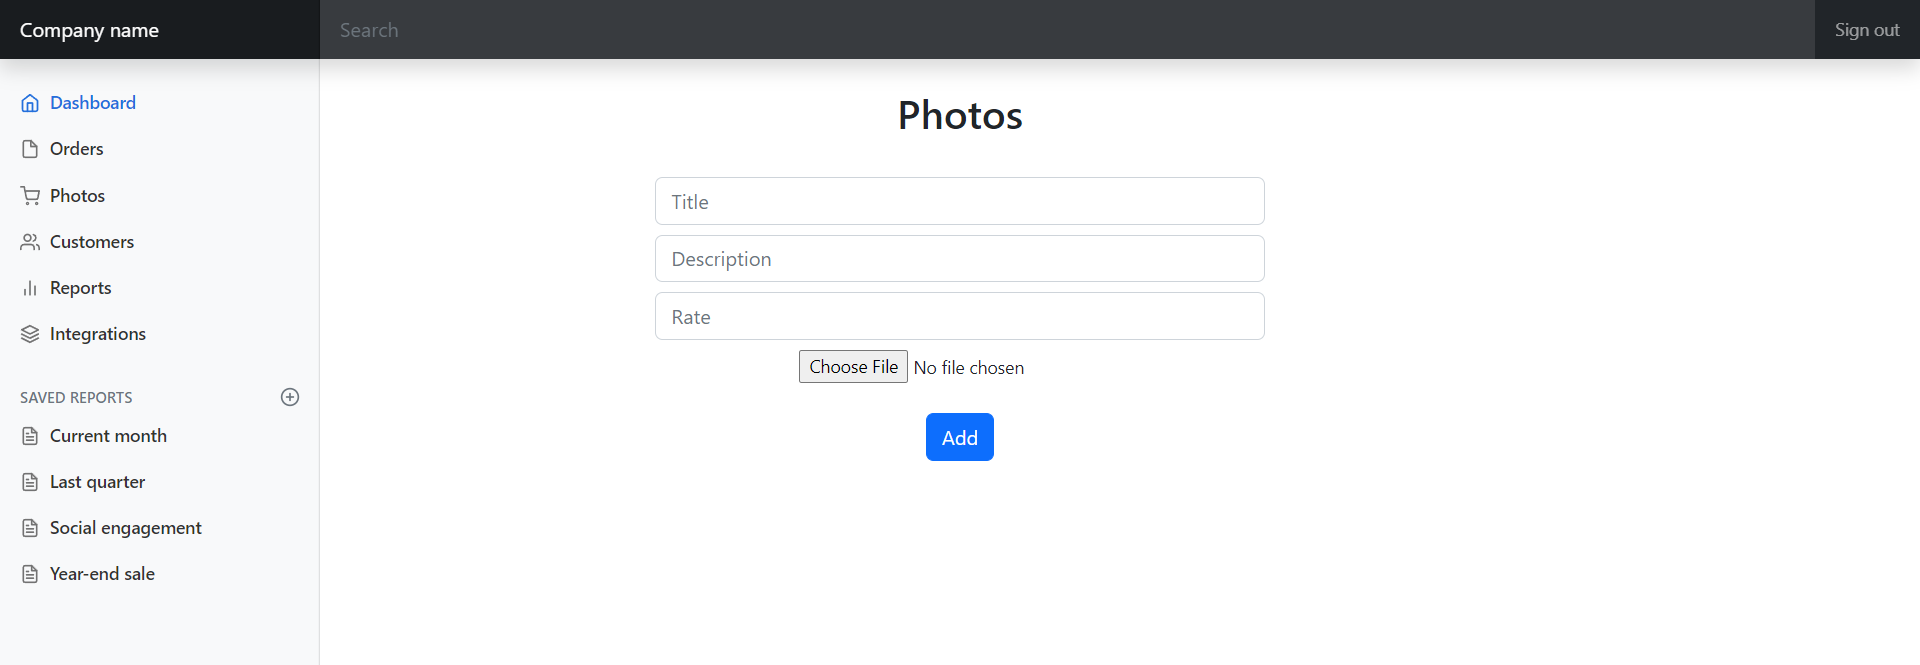 Company name
Search
Sign out
Dashboard
Orders
Photos
Customers
Reports
Integrations
SAVED REPORTS
Current month
Last quarter
Social engagement
Year-end sale
Photos
Title
Description
Rate
Choose File No file chosen
Add